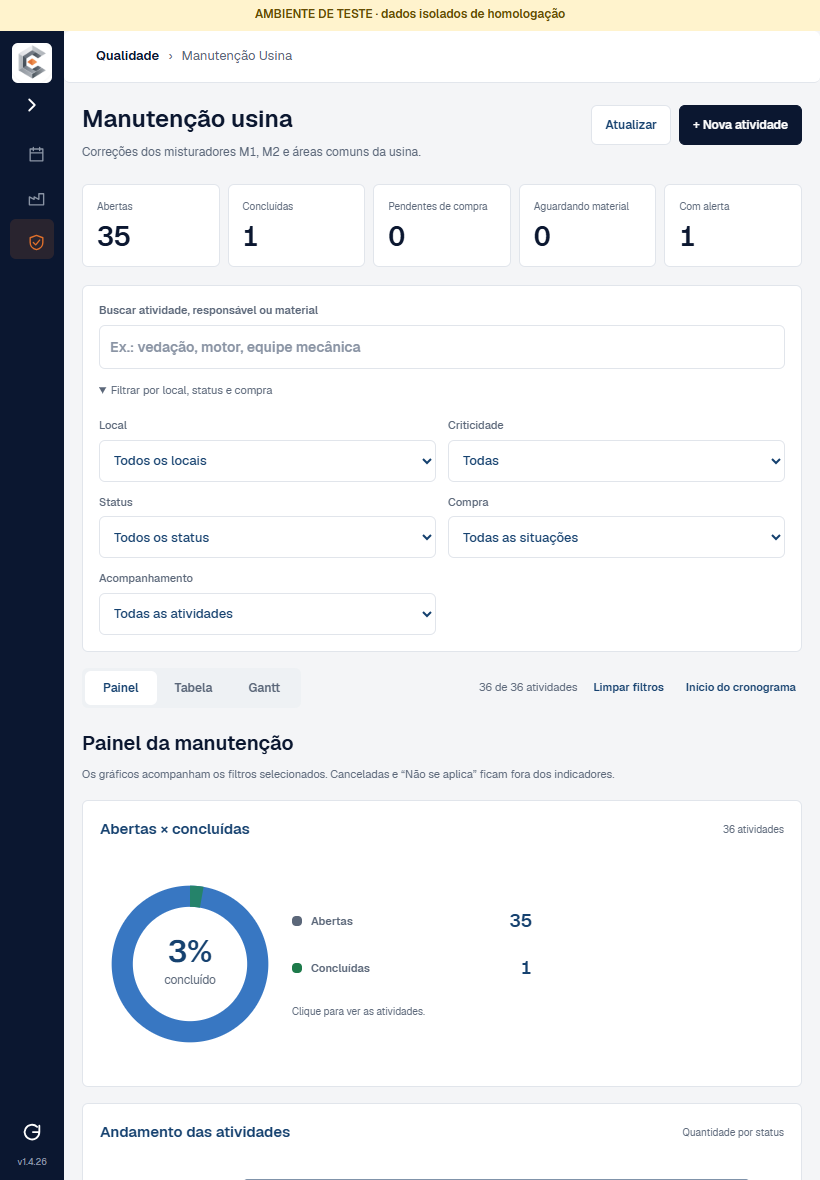 AMBIENTE DE TESTE · dados isolados de homologação
Qualidade › Manutenção Usina
Manutenção usina
Atualizar
+ Nova atividade
Correções dos misturadores M1, M2 e áreas comuns da usina.
Abertas
35
Concluídas
1
Pendentes de compra
0
Aguardando material
0
Com alerta
1
Buscar atividade, responsável ou material
Ex.: vedação, motor, equipe mecânica
▼ Filtrar por local, status e compra
Local
Todos os locais
Criticidade
Todas
Status
Todos os status
Compra
Todas as situações
Acompanhamento
Todas as atividades
Painel
Tabela
Gantt
36 de 36 atividades
Limpar filtros
Início do cronograma
Painel da manutenção
Os gráficos acompanham os filtros selecionados. Canceladas e “Não se aplica” ficam fora dos indicadores.
Abertas × concluídas
36 atividades
3%
concluído
Abertas 35
Concluídas 1
Clique para ver as atividades.
Andamento das atividades
Quantidade por status
v1.4.26